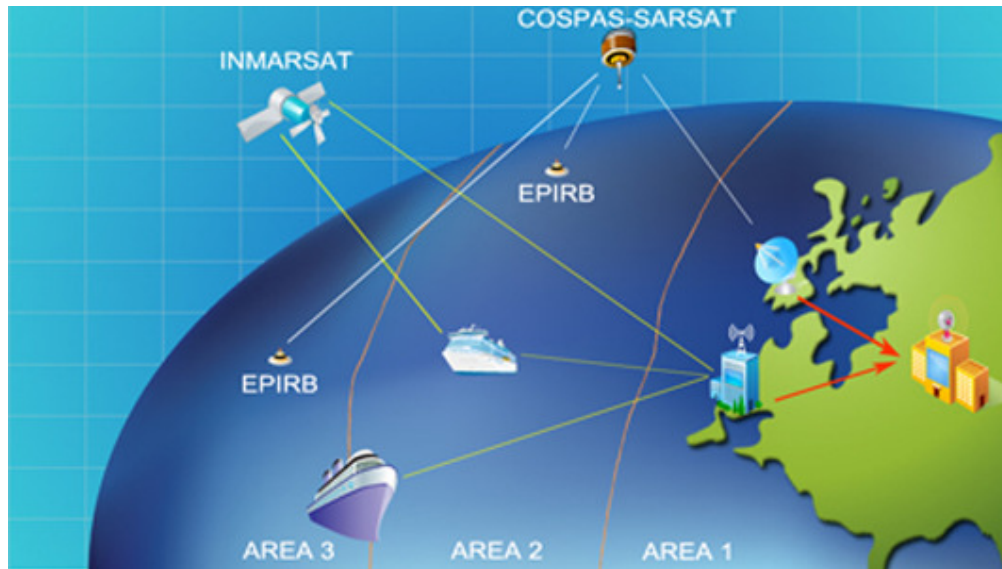 COSPAS-SARSAT
INMARSAT
EPIRB
EPIRB
AREA 3
AREA 2
AREA 1